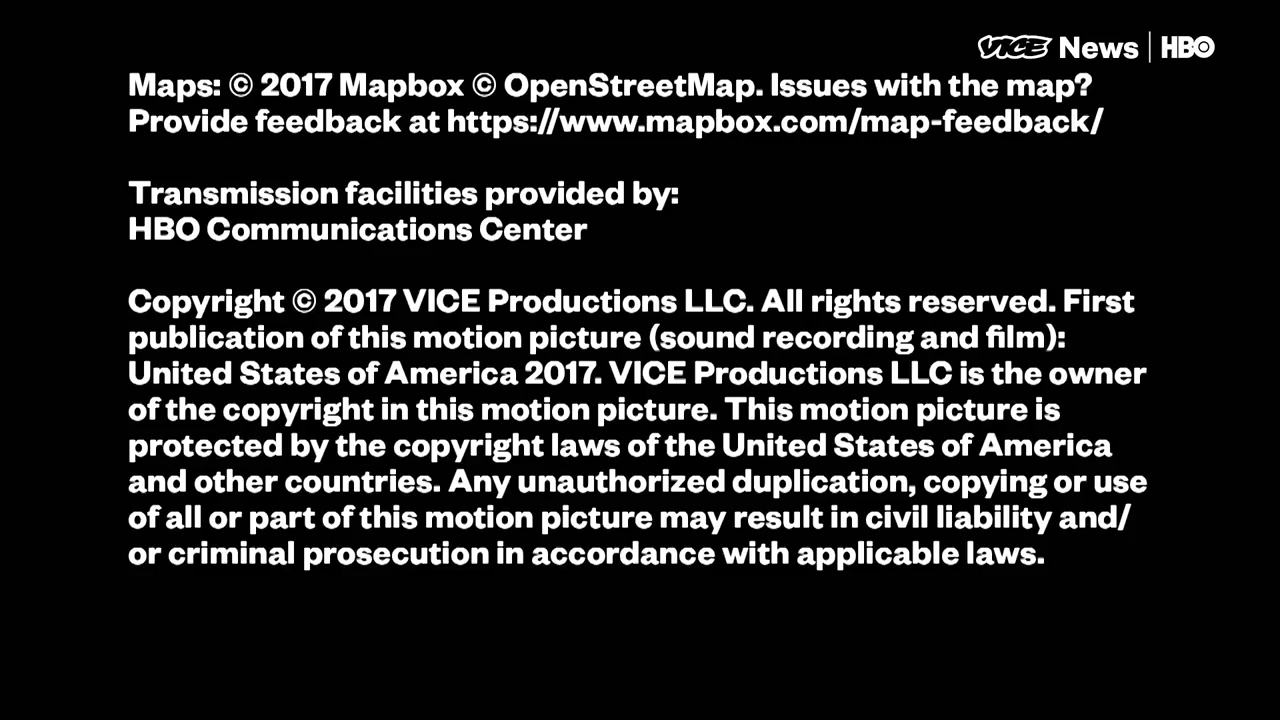 VICE News | HBO
Maps: © 2017 Mapbox © OpenStreetMap. Issues with the map?
Provide feedback at https://www.mapbox.com/map-feedback/
Transmission facilities provided by:
HBO Communications Center
Copyright © 2017 VICE Productions LLC. All rights reserved. First
publication of this motion picture (sound recording and film):
United States of America 2017. VICE Productions LLC is the owner
of the copyright in this motion picture. This motion picture is
protected by the copyright laws of the United States of America
and other countries. Any unauthorized duplication, copying or use
of all or part of this motion picture may result in civil liability and/
or criminal prosecution in accordance with applicable laws.